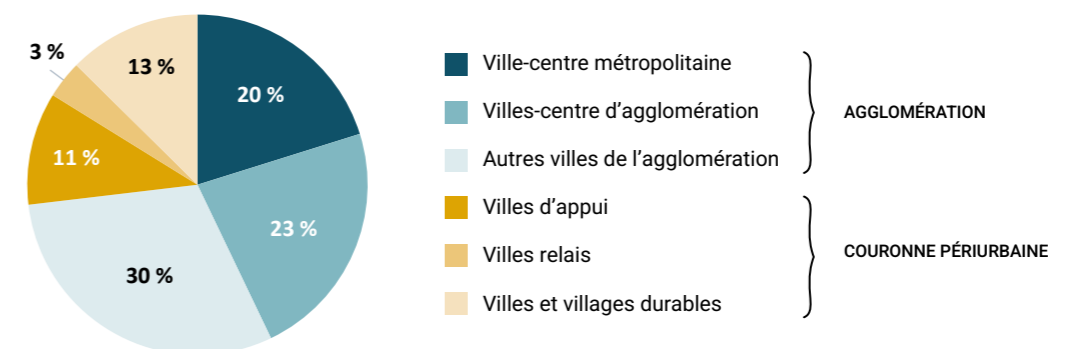 3 %
13 %
20 %
11 %
23 %
30 %
Ville-centre métropolitaine
Villes-centre d’agglomération
Autres villes de l’agglomération
AGGLOMÉRATION
Villes d’appui
Villes relais
Villes et villages durables
COURONNE PÉRIURBAINE